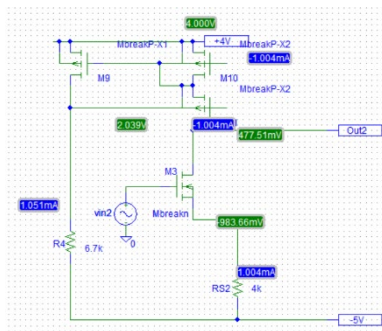 4.000V
MbreakP-X1
+4V
MbreakP-X2
M9
M10
-1.004mA
MbreakP-X2
2.039V
-1.004mA
477.51mV
Out2
M3
1.051mA
vin2
Mbreakn
-983.66mV
R4
6.7k
0
1.004mA
RS2
4k
-5V